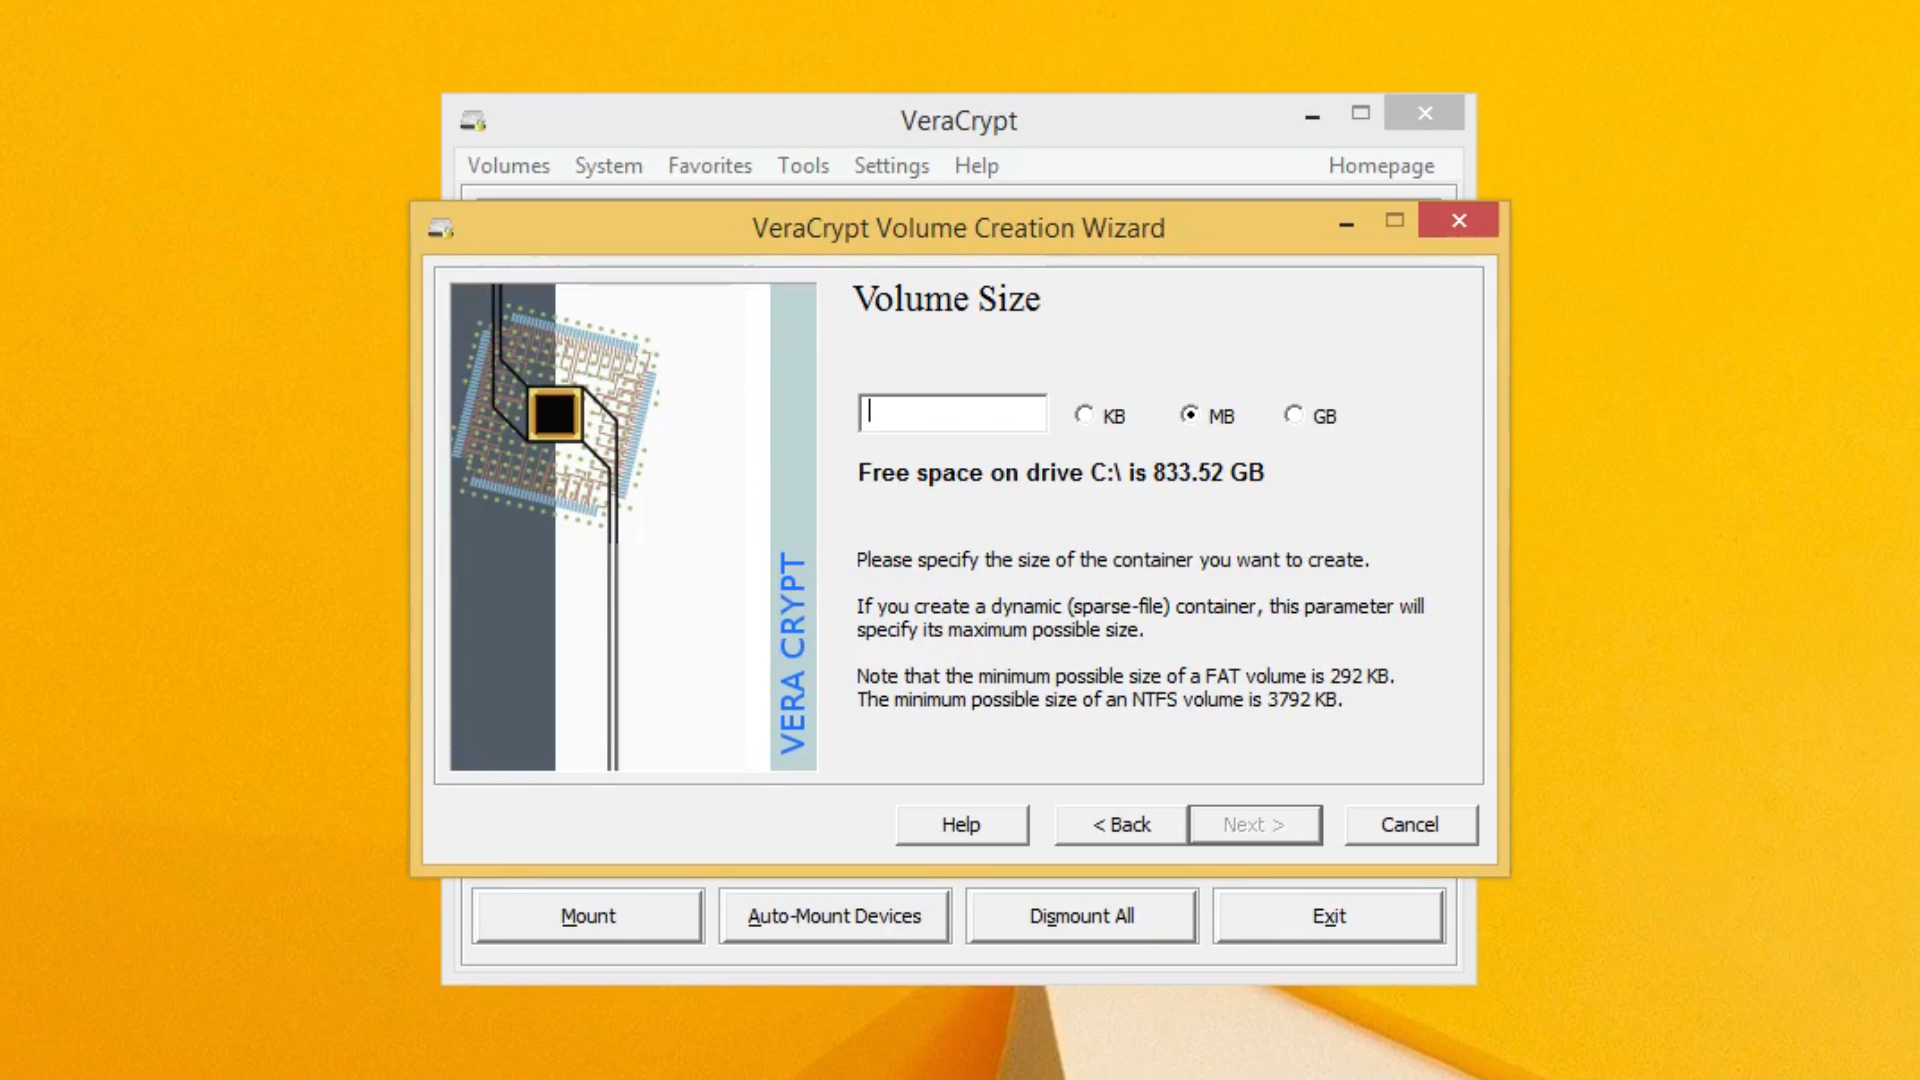 VeraCrypt
Volumes System Favorites Tools Settings Help Homepage
VeraCrypt Volume Creation Wizard
VERA CRYPT
Volume Size
KB MB GB
Free space on drive C:\ is 833.52 GB
Please specify the size of the container you want to create.
If you create a dynamic (sparse-file) container, this parameter will
specify its maximum possible size.
Note that the minimum possible size of a FAT volume is 292 KB.
The minimum possible size of an NTFS volume is 3792 KB.
Help < Back Next > Cancel
Mount Auto-Mount Devices Dismount All Exit